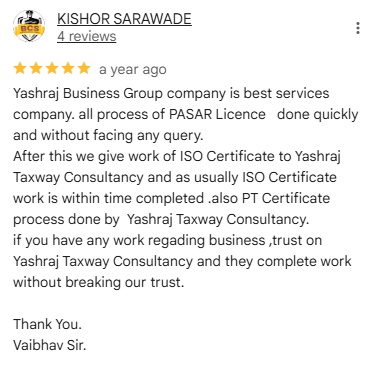 BCS
KISHOR SARAWADE
4 reviews
a year ago
Yashraj Business Group company is best services
company. all process of PASAR Licence   done quickly
and without facing any query.
After this we give work of ISO Certificate to Yashraj
Taxway Consultancy and as usually ISO Certificate
work is within time completed .also PT Certificate
process done by  Yashraj Taxway Consultancy.
if you have any work regading business ,trust on
Yashraj Taxway Consultancy and they complete work
without breaking our trust.
Thank You.
Vaibhav Sir.